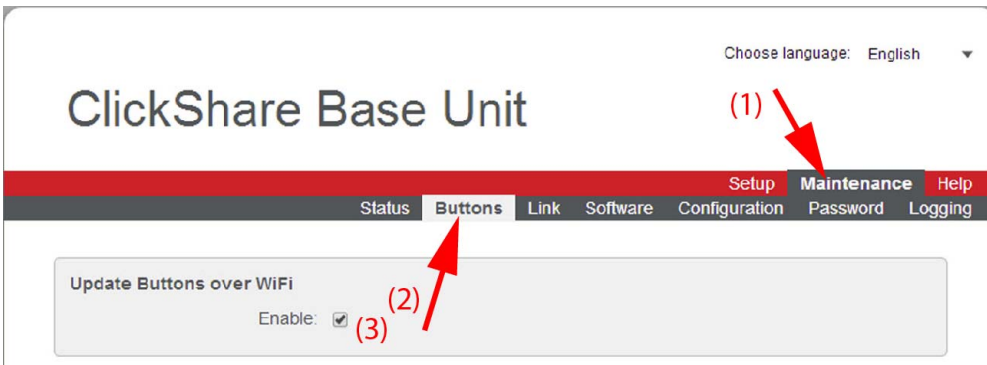 Choose language: English
ClickShare Base Unit
(1)
Setup Maintenance Help
Status Buttons Link Software Configuration Password Logging
Update Buttons over WiFi
(2)
Enable:
(3)